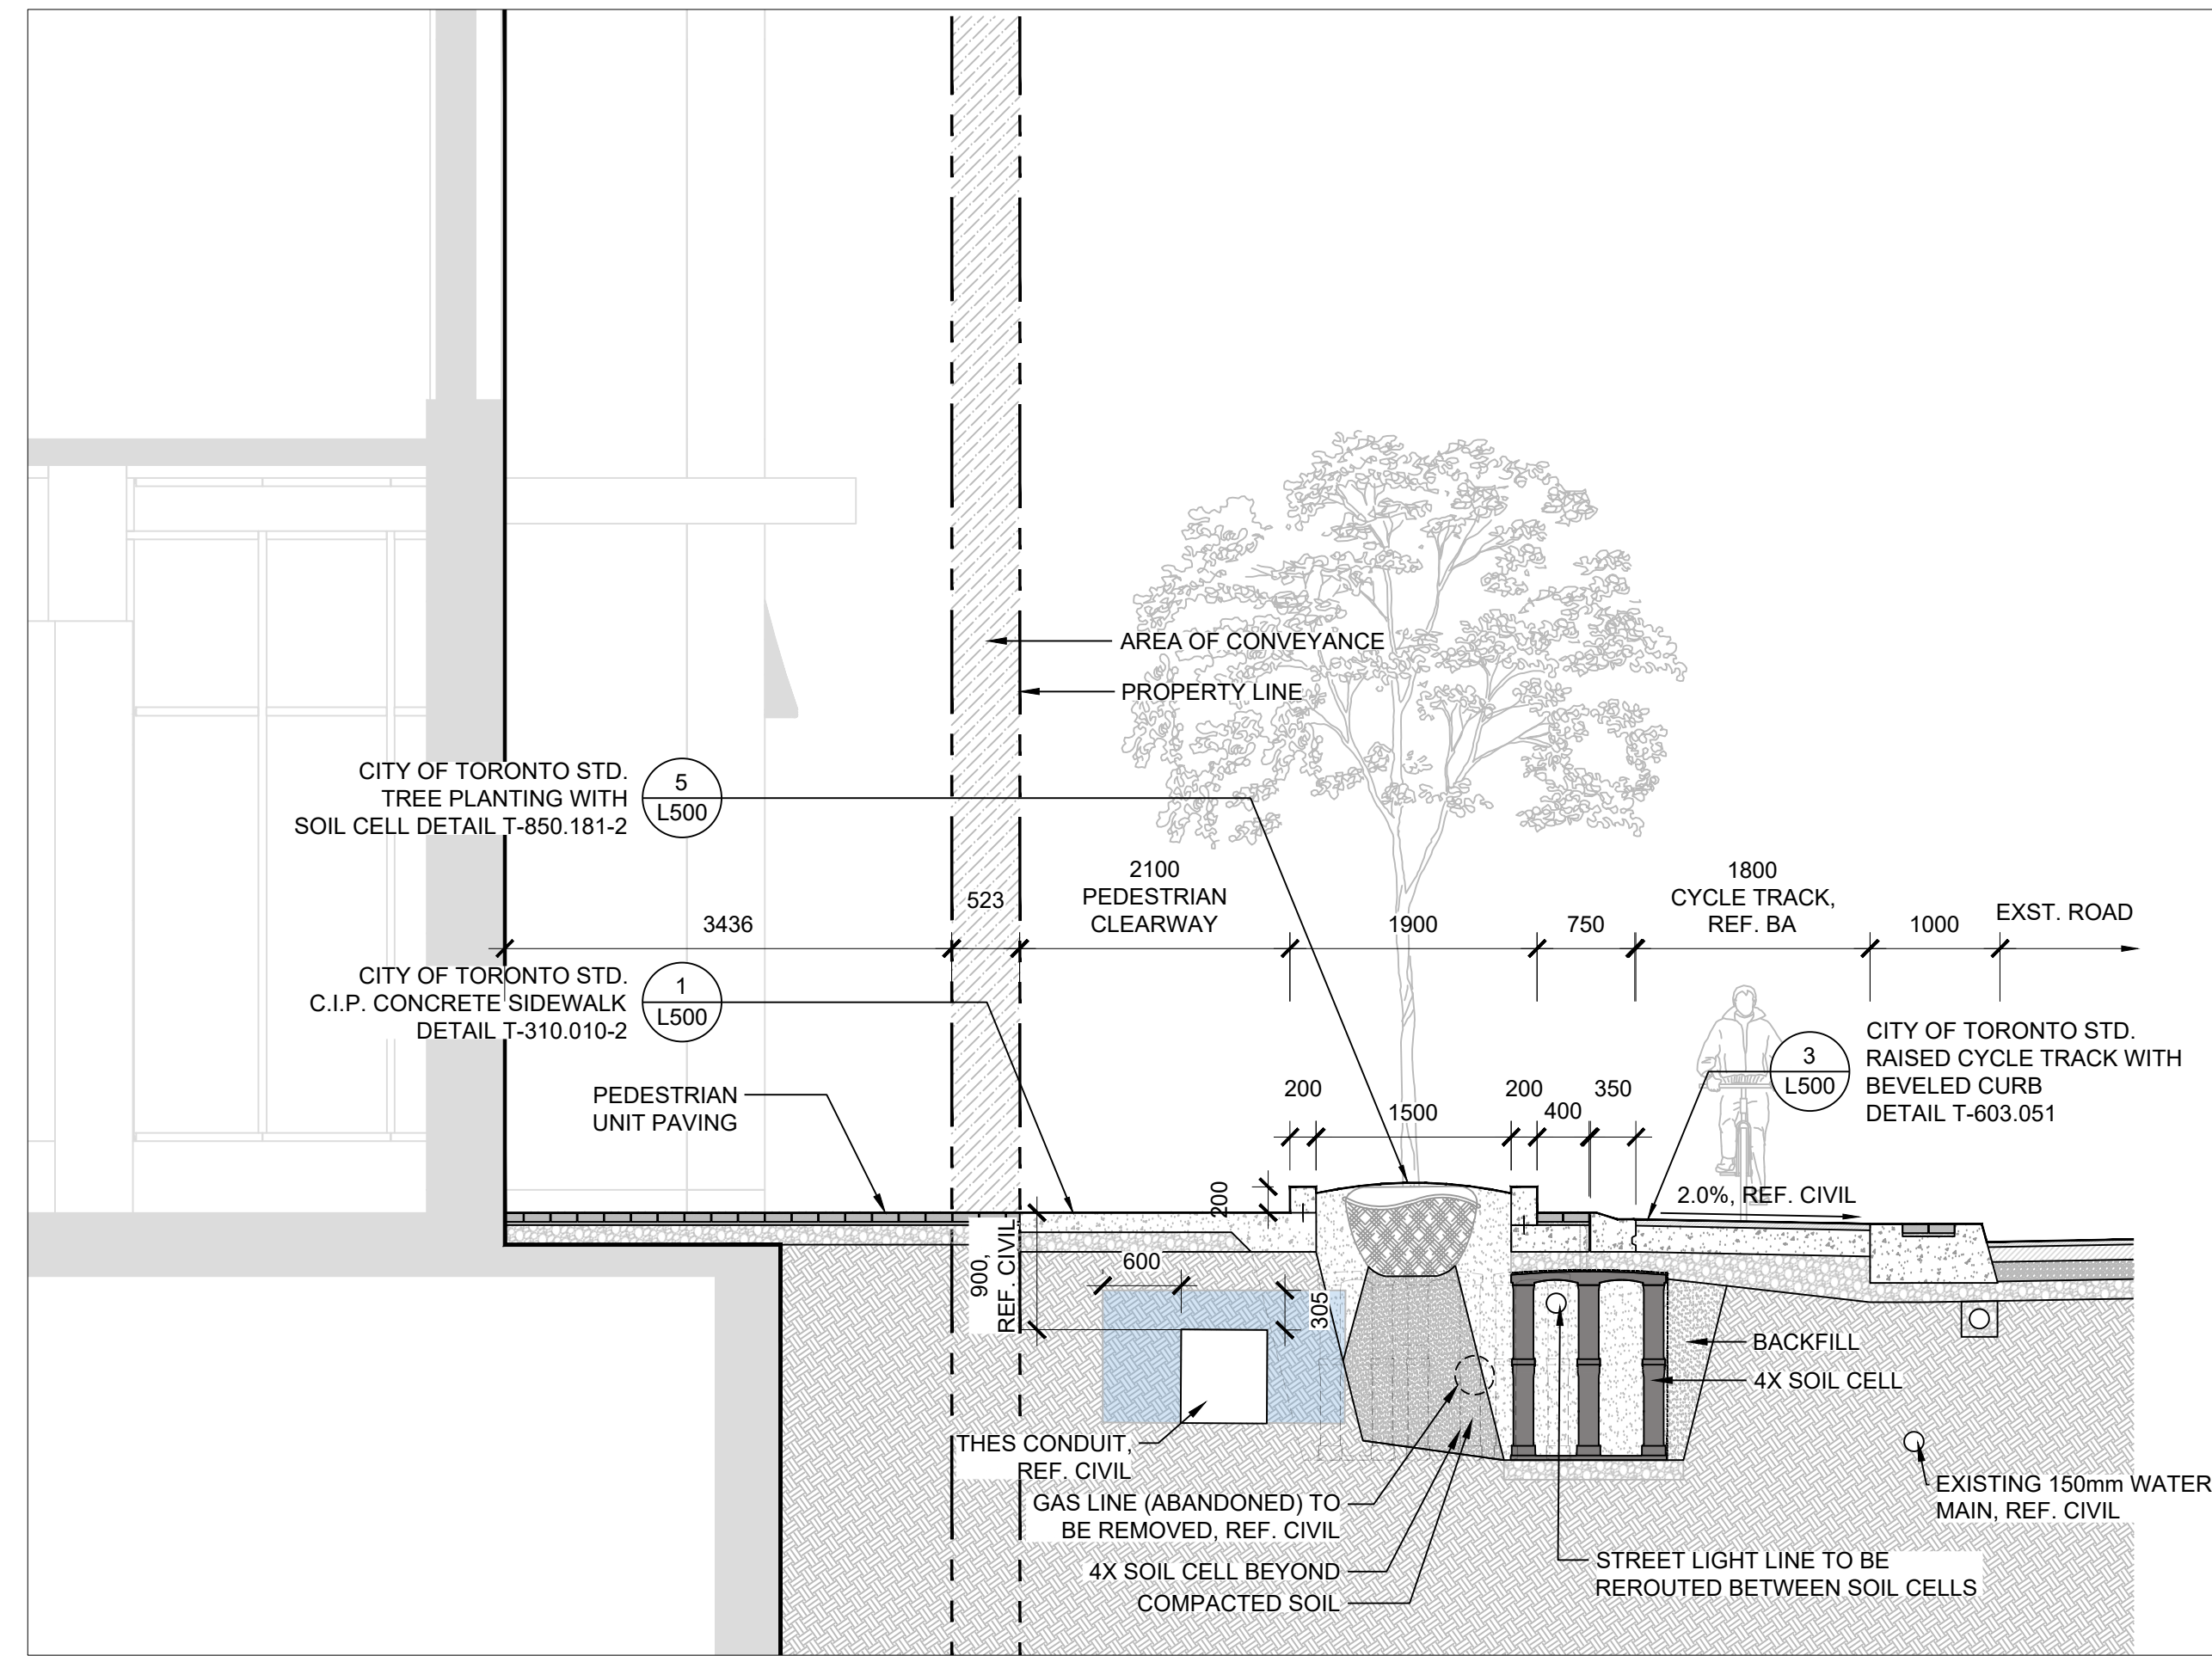 AREA OF CONVEYANCE
PROPERTY LINE
CITY OF TORONTO STD.
TREE PLANTING WITH
SOIL CELL DETAIL T-850.181-2
5
L500
3436
523
2100
PEDESTRIAN
CLEARWAY
1900
750
1800
CYCLE TRACK,
REF. BA
1000
EXST. ROAD
CITY OF TORONTO STD.
C.I.P. CONCRETE SIDEWALK
DETAIL T-310.010-2
1
L500
3
L500
CITY OF TORONTO STD.
RAISED CYCLE TRACK WITH
BEVELED CURB
DETAIL T-603.051
PEDESTRIAN
UNIT PAVING
200
1500
200
400
350
200
2.0%, REF. CIVIL
900,
REF. CIVIL
600
305
BACKFILL
4X SOIL CELL
THES CONDUIT,
REF. CIVIL
GAS LINE (ABANDONED) TO
BE REMOVED, REF. CIVIL
4X SOIL CELL BEYOND
COMPACTED SOIL
STREET LIGHT LINE TO BE
REROUTED BETWEEN SOIL CELLS
EXISTING 150mm WATER
MAIN, REF. CIVIL